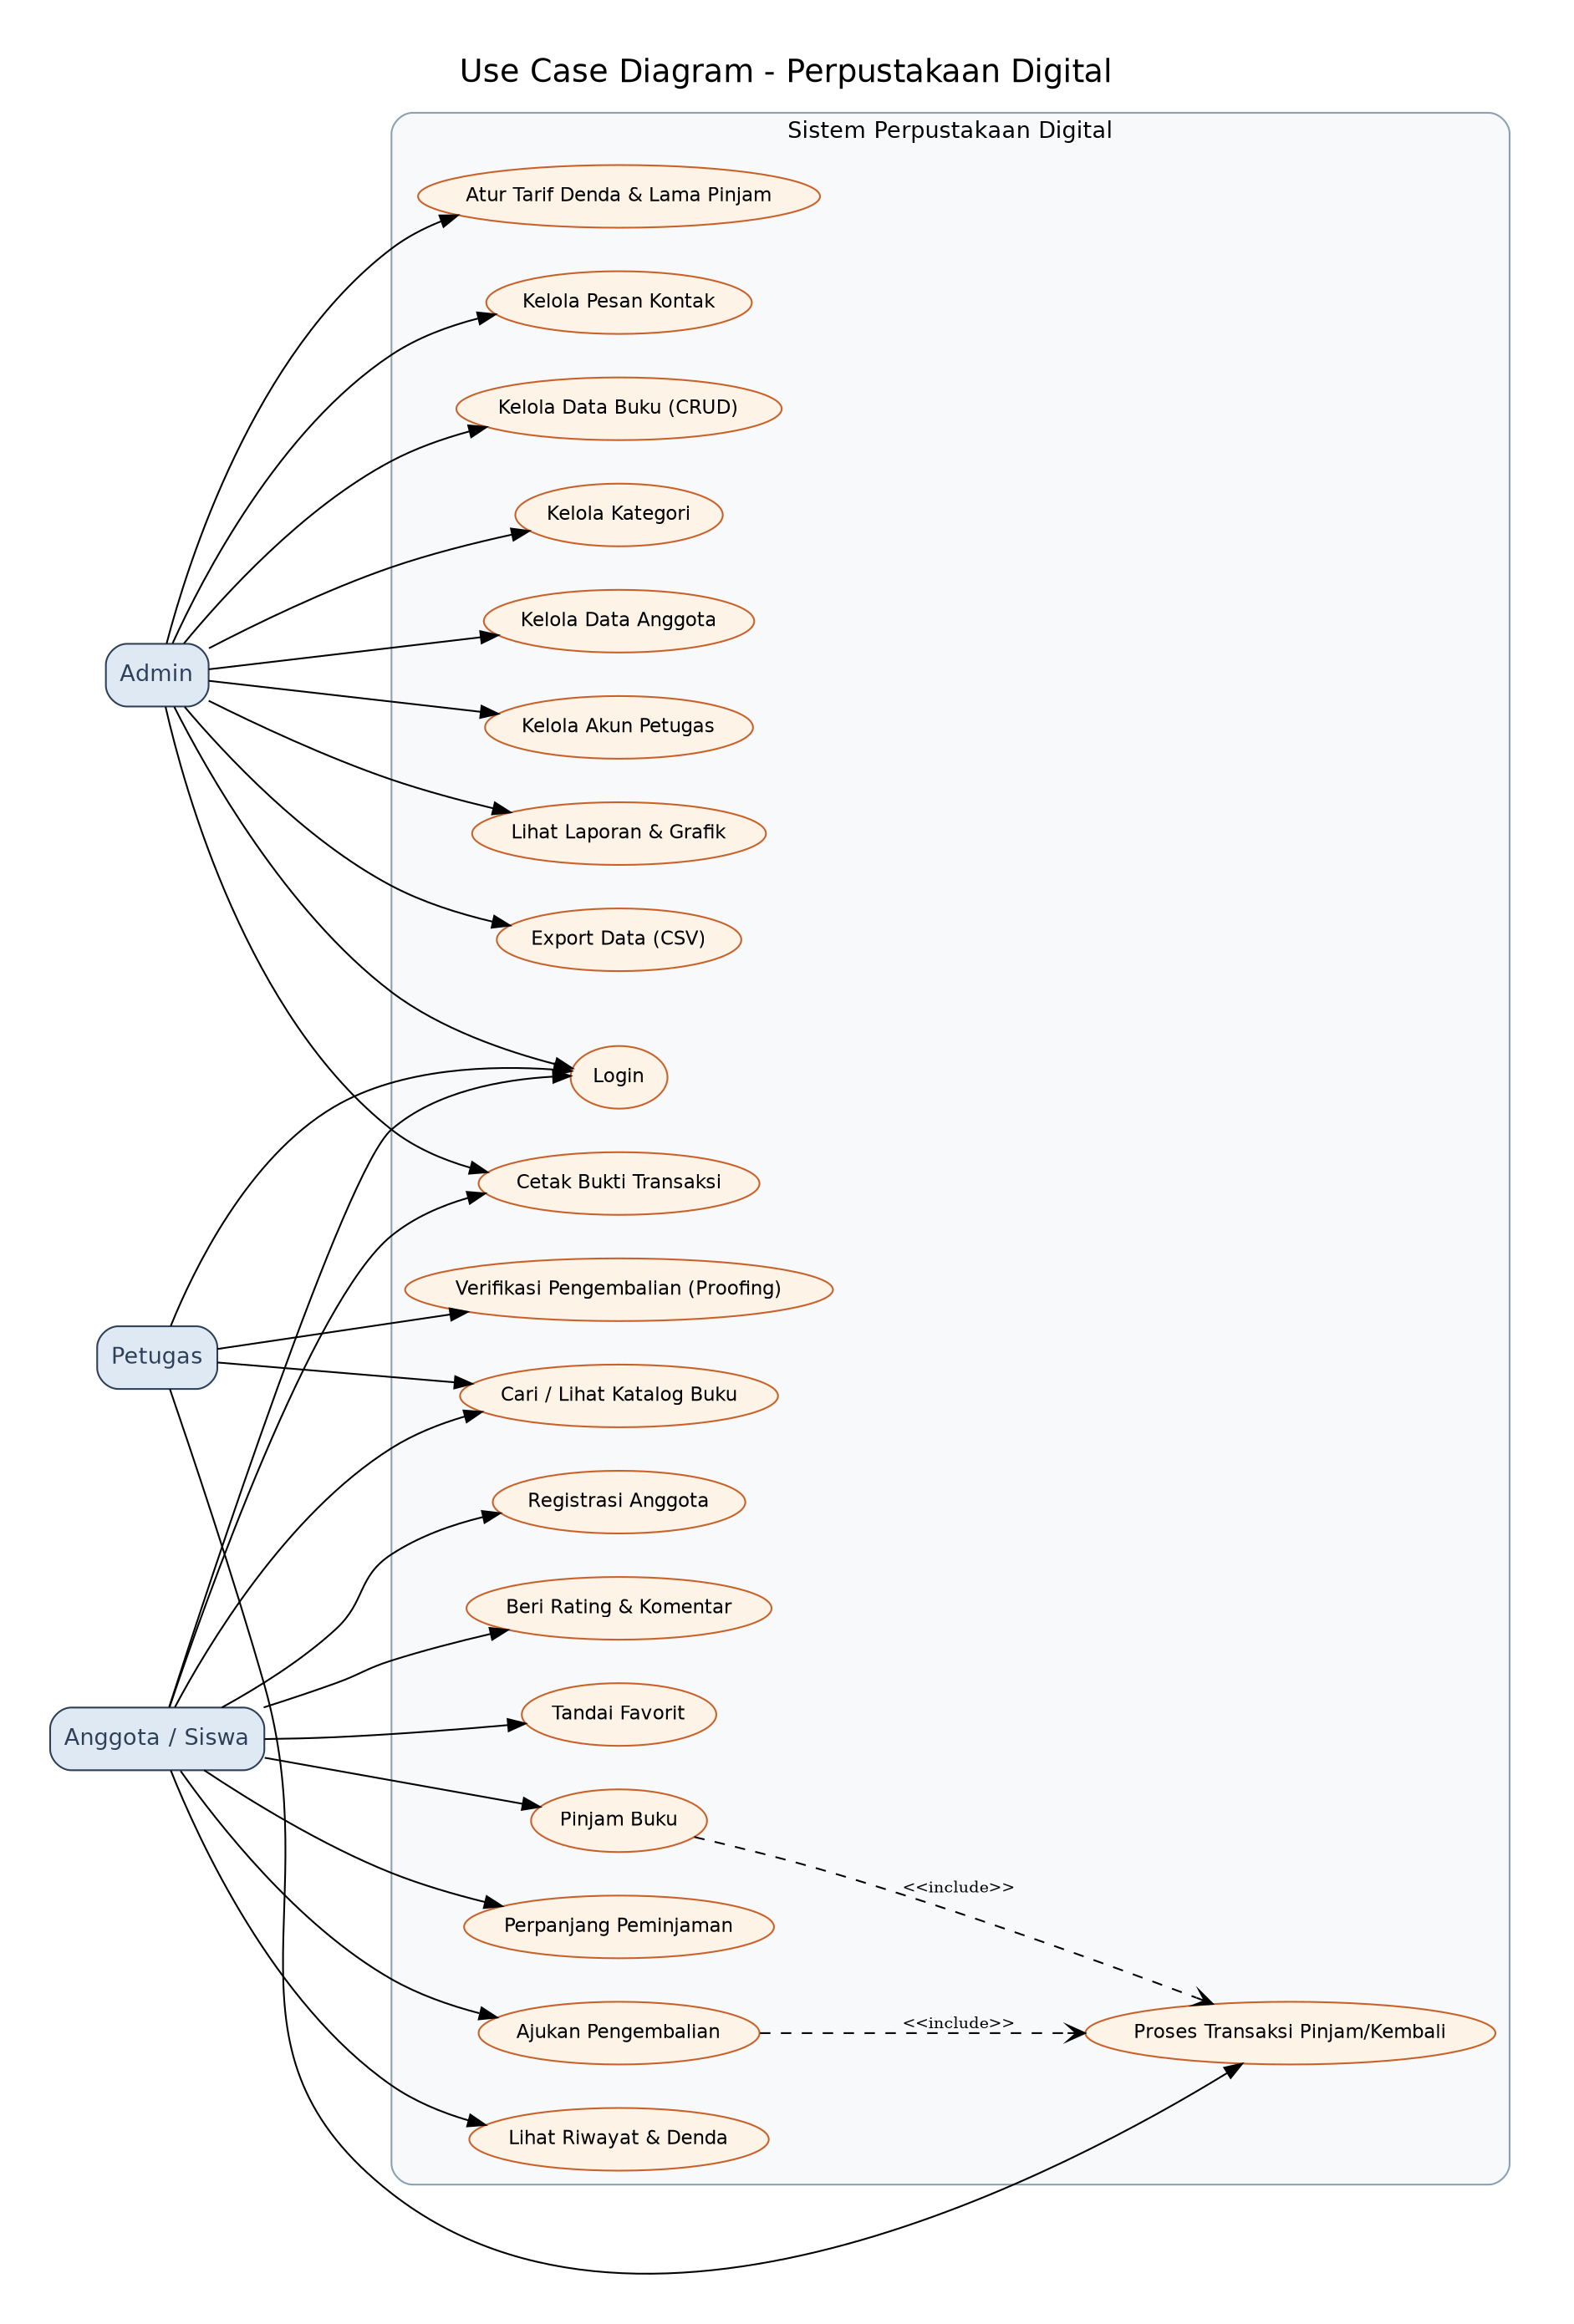 Use Case Diagram - Perpustakaan Digital
Sistem Perpustakaan Digital
Atur Tarif Denda & Lama Pinjam
Kelola Pesan Kontak
Kelola Data Buku (CRUD)
Kelola Kategori
Kelola Data Anggota
Admin
Kelola Akun Petugas
Lihat Laporan & Grafik
Export Data (CSV)
Login
Cetak Bukti Transaksi
Verifikasi Pengembalian (Proofing)
Petugas
Cari / Lihat Katalog Buku
Registrasi Anggota
Beri Rating & Komentar
Tandai Favorit
Anggota / Siswa
Pinjam Buku
<<include>>
Perpanjang Peminjaman
Ajukan Pengembalian
<<include>>
Proses Transaksi Pinjam/Kembali
Lihat Riwayat & Denda